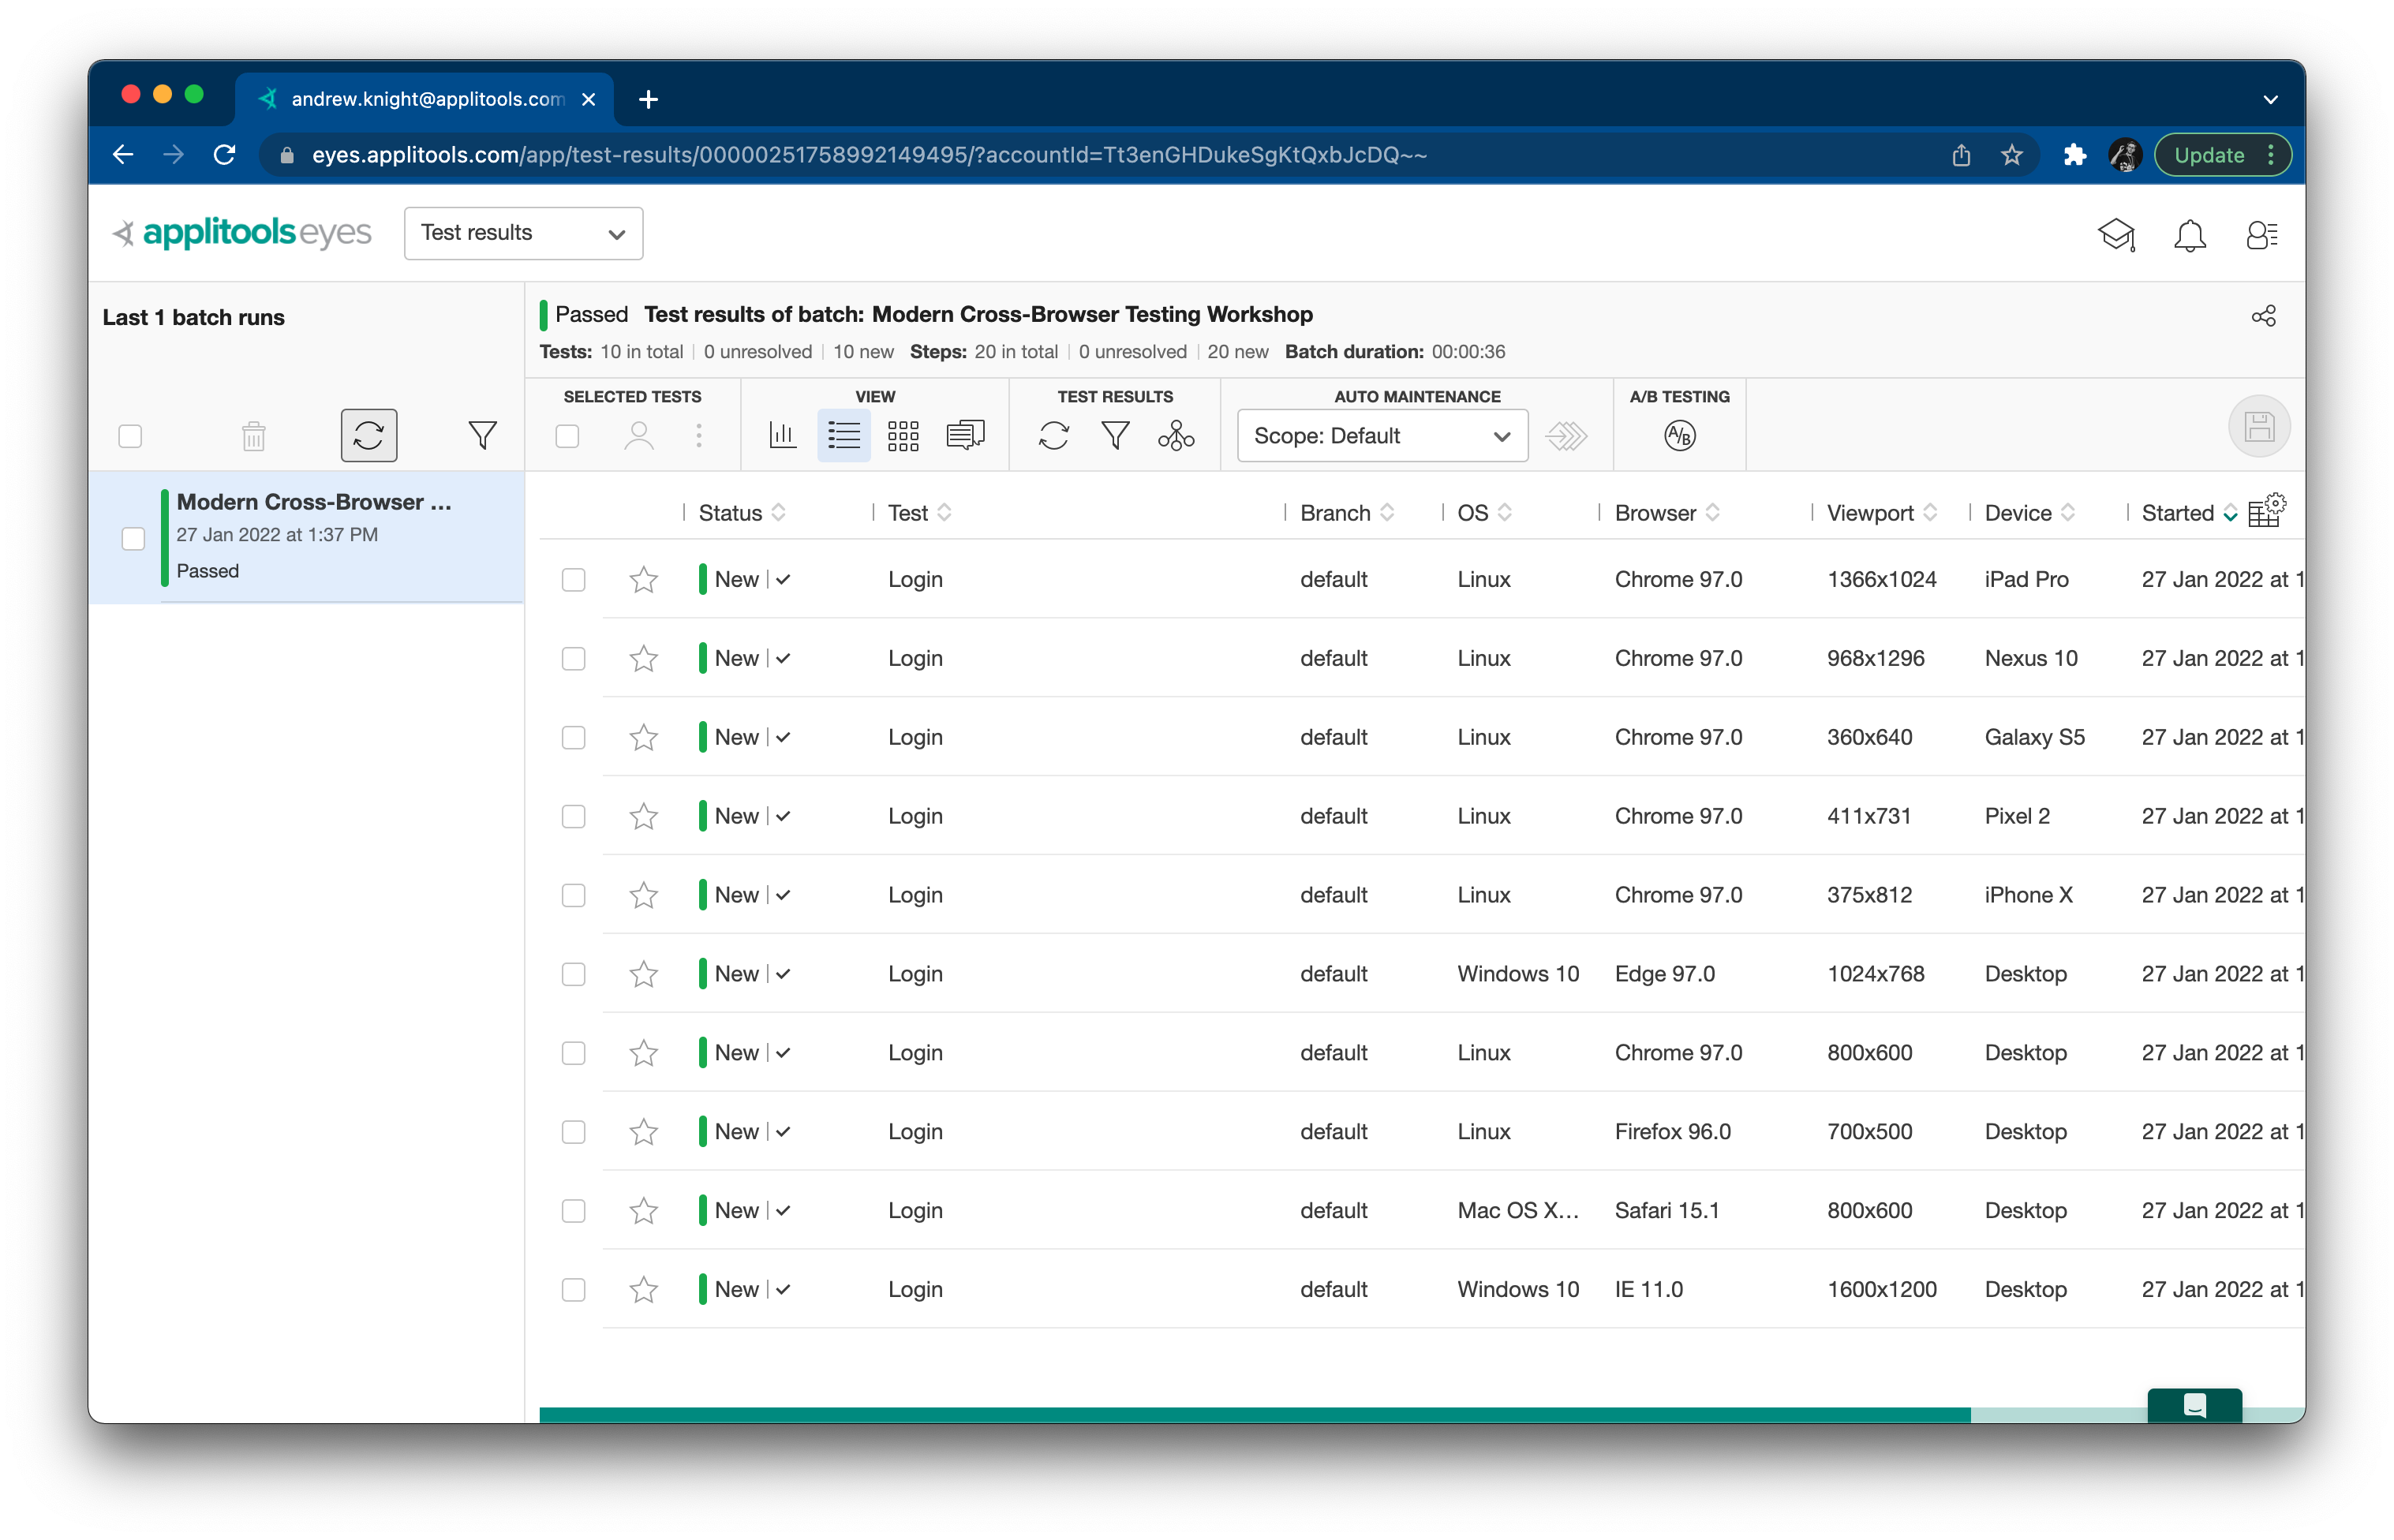 andrew.knight@applitools.com
eyes.applitools.com/app/test-results/00000251758992149495/?accountId=Tt3enGHDukeSgKtQxbJcDQ~~
Update
applitools eyes
Test results
Last 1 batch runs
Passed Test results of batch: Modern Cross-Browser Testing Workshop
Tests: 10 in total | 0 unresolved | 10 new Steps: 20 in total | 0 unresolved | 20 new Batch duration: 00:00:36
SELECTED TESTS VIEW TEST RESULTS AUTO MAINTENANCE A/B TESTING
Scope: Default
A/B
Modern Cross-Browser ...
27 Jan 2022 at 1:37 PM
Passed
Status Test Branch OS Browser Viewport Device Started
New Login default Linux Chrome 97.0 1366x1024 iPad Pro 27 Jan 2022 at 1
New Login default Linux Chrome 97.0 968x1296 Nexus 10 27 Jan 2022 at 1
New Login default Linux Chrome 97.0 360x640 Galaxy S5 27 Jan 2022 at 1
New Login default Linux Chrome 97.0 411x731 Pixel 2 27 Jan 2022 at 1
New Login default Linux Chrome 97.0 375x812 iPhone X 27 Jan 2022 at 1
New Login default Windows 10 Edge 97.0 1024x768 Desktop 27 Jan 2022 at 1
New Login default Linux Chrome 97.0 800x600 Desktop 27 Jan 2022 at 1
New Login default Linux Firefox 96.0 700x500 Desktop 27 Jan 2022 at 1
New Login default Mac OS X... Safari 15.1 800x600 Desktop 27 Jan 2022 at 1
New Login default Windows 10 IE 11.0 1600x1200 Desktop 27 Jan 2022 at 1